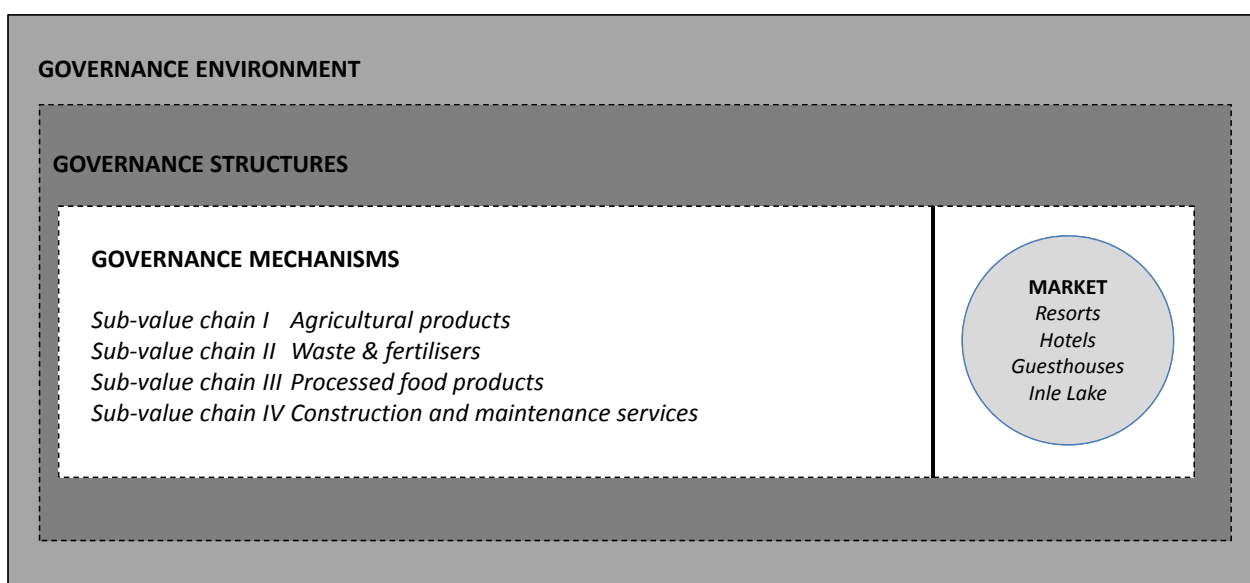 GOVERNANCE ENVIRONMENT
GOVERNANCE STRUCTURES
GOVERNANCE MECHANISMS
Sub-value chain I Agricultural products
Sub-value chain II Waste & fertilisers
Sub-value chain III Processed food products
Sub-value chain IV Construction and maintenance services
MARKET
Resorts
Hotels
Guesthouses
Inle Lake